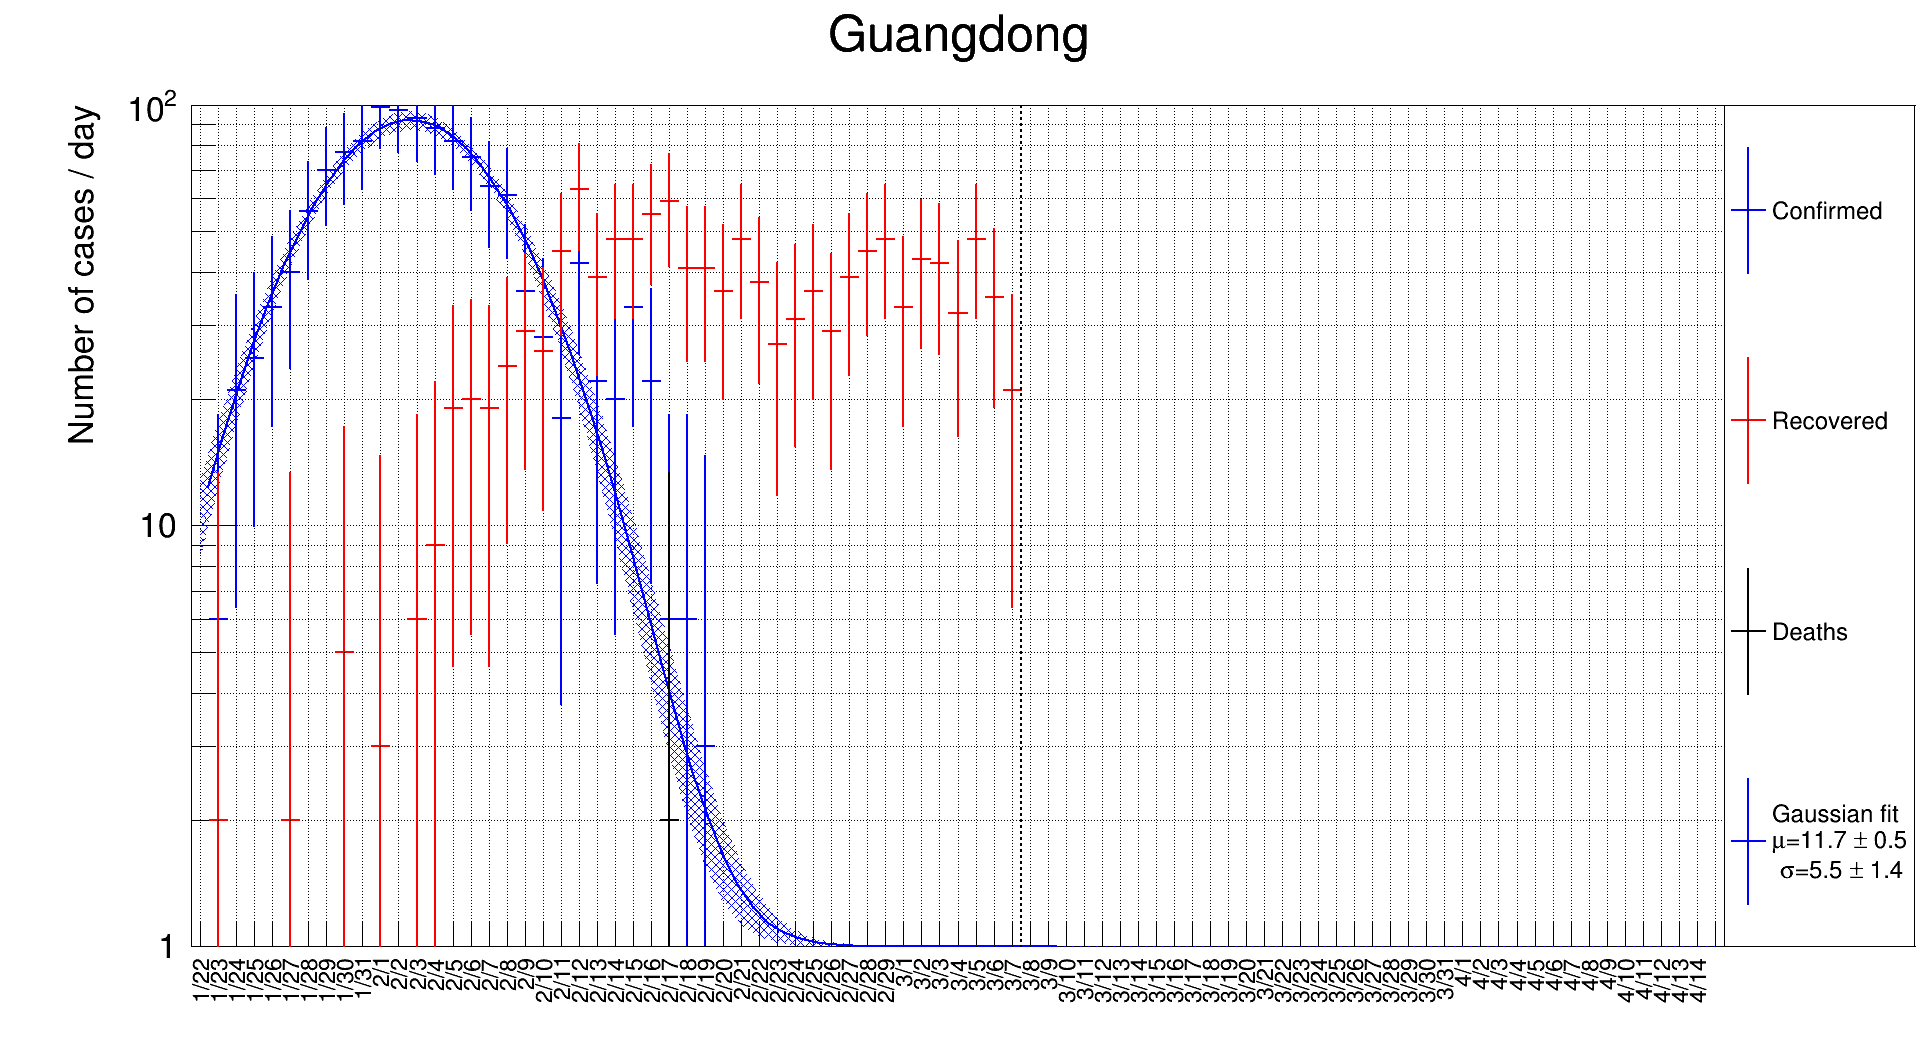 Guangdong
Number of cases / day
10²
10
1
1/22 1/23 1/24 1/25 1/26 1/27 1/28 1/29 1/30 1/31 2/1 2/2 2/3 2/4 2/5 2/6 2/7 2/8 2/9 2/10 2/11 2/12 2/13 2/14 2/15 2/16 2/17 2/18 2/19 2/20 2/21 2/22 2/23 2/24 2/25 2/26 2/27 2/28 2/29 3/1 3/2 3/3 3/4 3/5 3/6 3/7 3/8 3/9 3/10 3/11 3/12 3/13 3/14 3/15 3/16 3/17 3/18 3/19 3/20 3/21 3/22 3/23 3/24 3/25 3/26 3/27 3/28 3/29 3/30 3/31 4/1 4/2 4/3 4/4 4/5 4/6 4/7 4/8 4/9 4/10 4/11 4/12 4/13 4/14
Confirmed
Recovered
Deaths
Gaussian fit
μ=11.7 ± 0.5
σ=5.5 ± 1.4